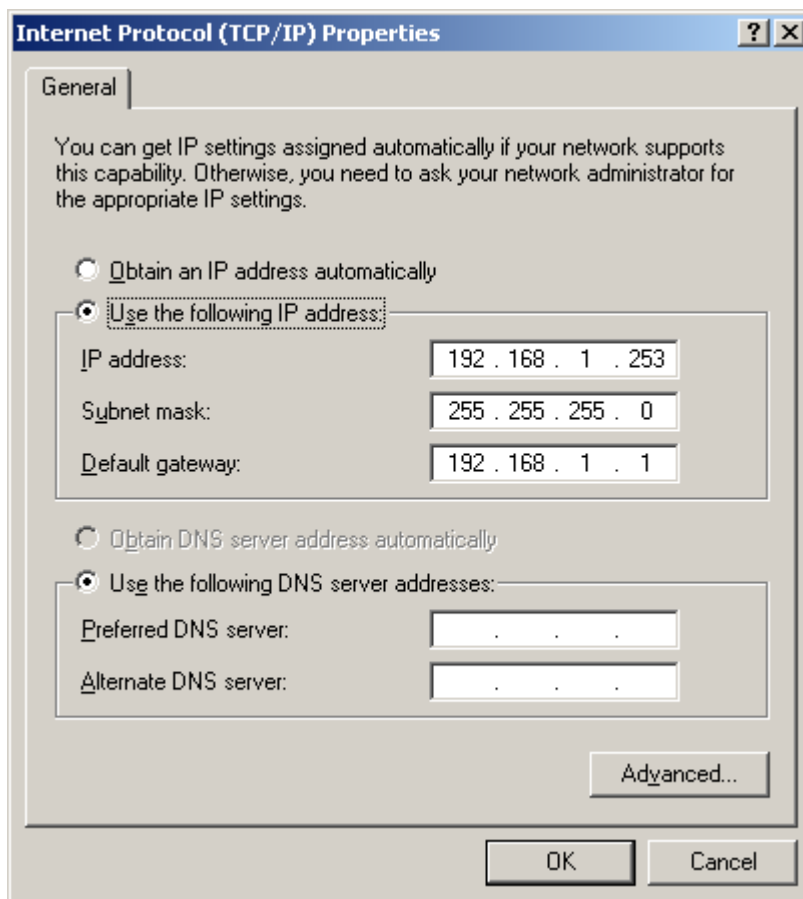 Internet Protocol (TCP/IP) Properties
General
You can get IP settings assigned automatically if your network supports
this capability. Otherwise, you need to ask your network administrator for
the appropriate IP settings.
Obtain an IP address automatically
Use the following IP address:
IP address: 192 . 168 . 1 . 253
Subnet mask: 255 . 255 . 255 . 0
Default gateway: 192 . 168 . 1 . 1
Obtain DNS server address automatically
Use the following DNS server addresses:
Preferred DNS server: . . .
Alternate DNS server: . . .
Advanced...
OK Cancel